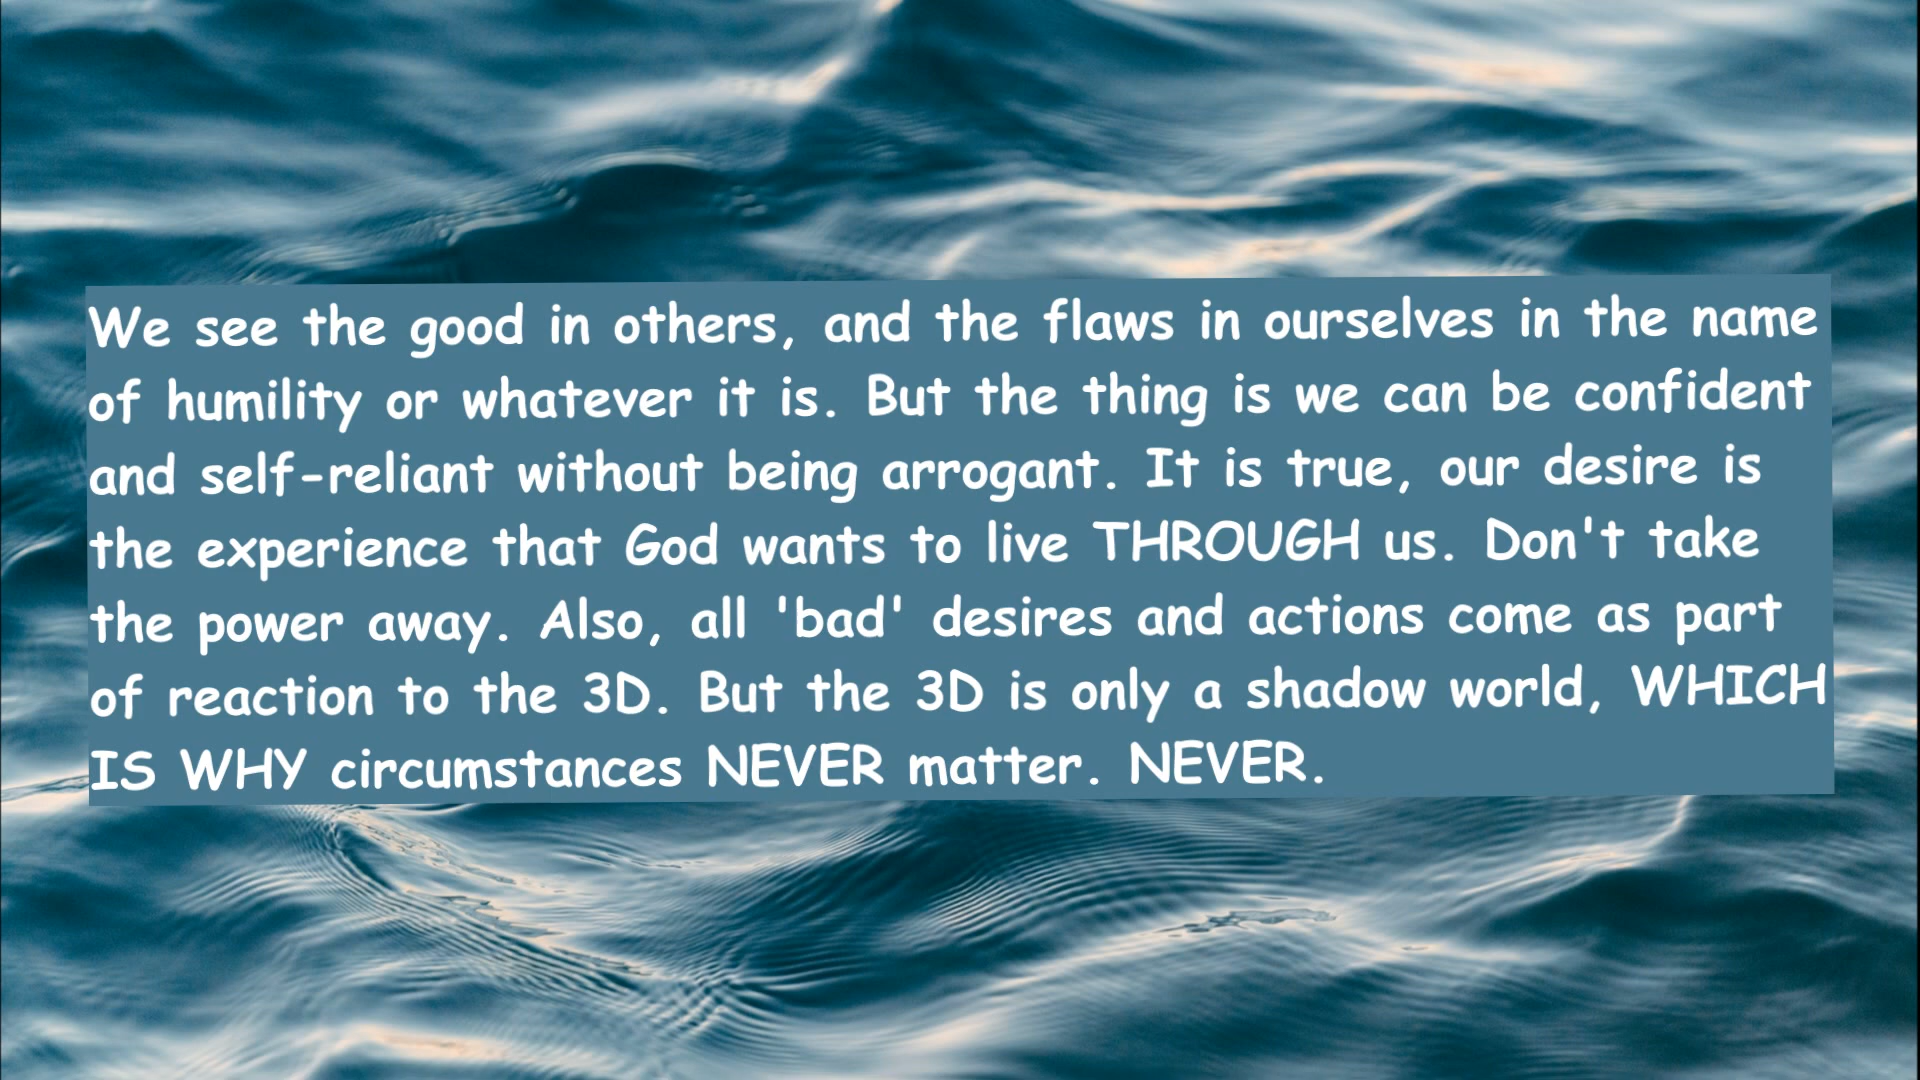 We see the good in others, and the flaws in ourselves in the name
of humility or whatever it is. But the thing is we can be confident
and self-reliant without being arrogant. It is true, our desire is
the experience that God wants to live THROUGH us. Don't take
the power away. Also, all 'bad' desires and actions come as part
of reaction to the 3D. But the 3D is only a shadow world, WHICH
IS WHY circumstances NEVER matter. NEVER.